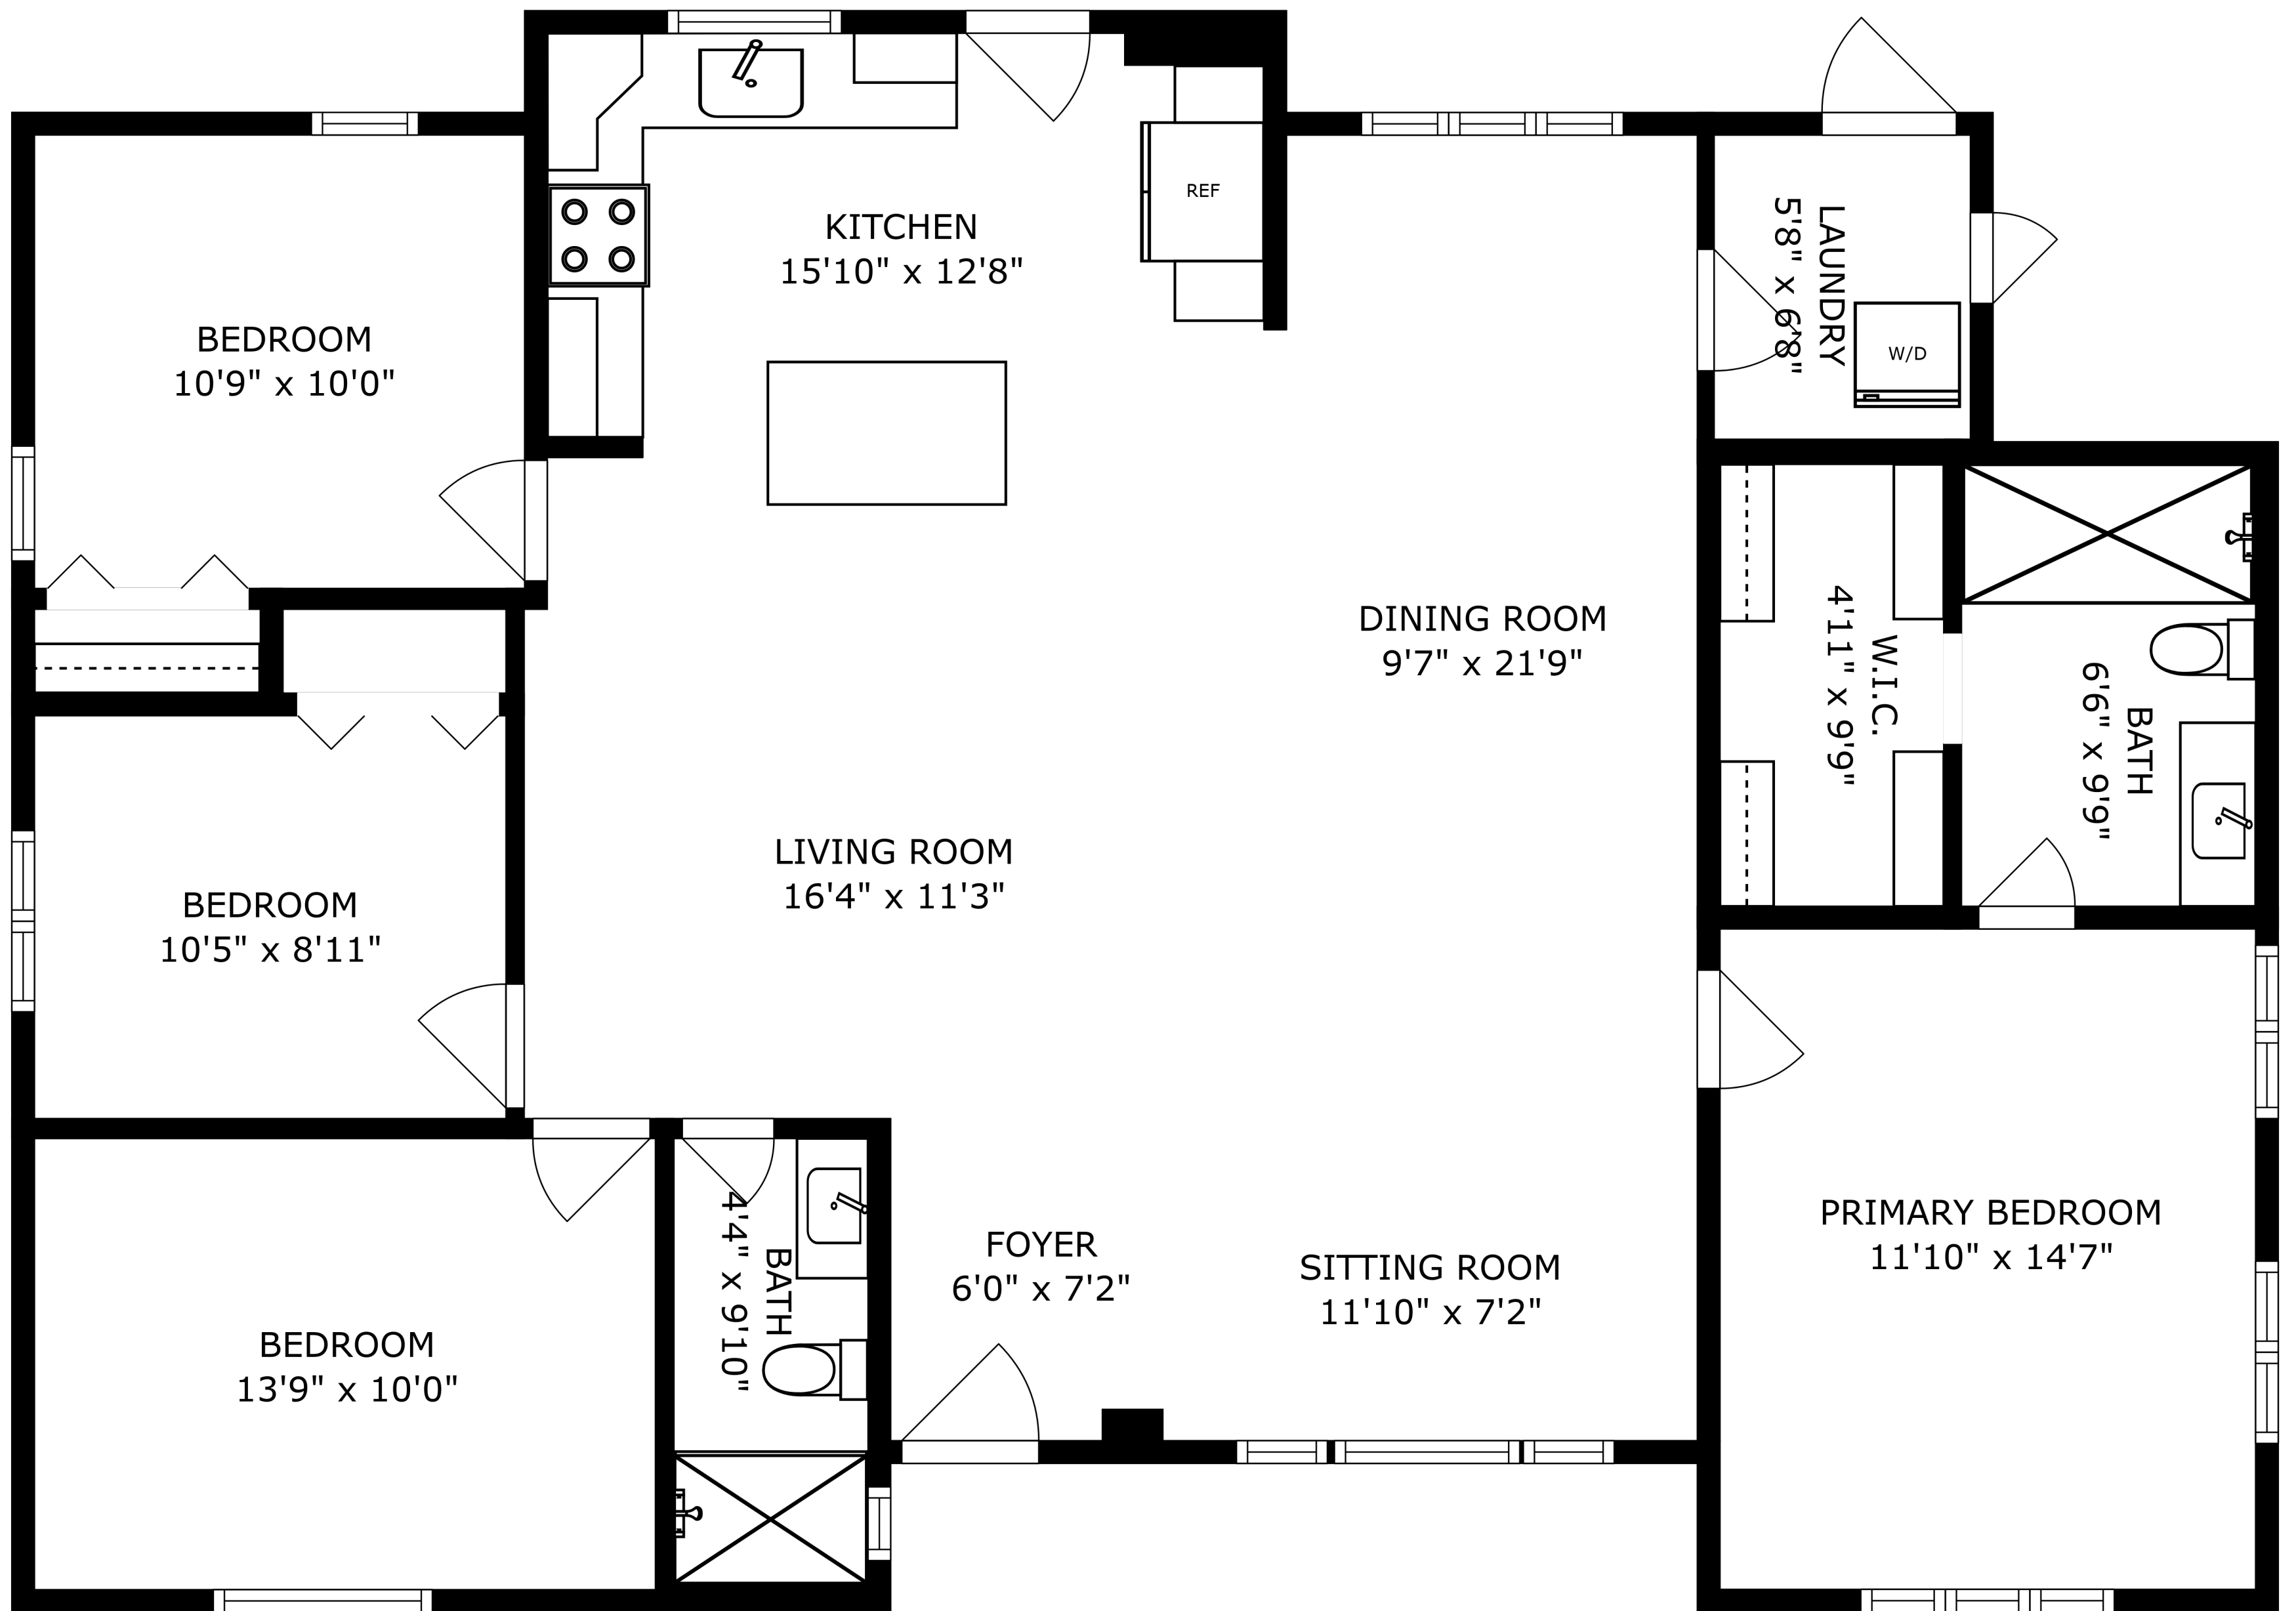 KITCHEN
15'10" x 12'8"
REF
LAUNDRY
5'8" x 6'8"
W/D
BEDROOM
10'9" x 10'0"
DINING ROOM
9'7" x 21'9"
W.I.C.
4'11" x 9'9"
BATH
6'6" x 9'9"
LIVING ROOM
16'4" x 11'3"
BEDROOM
10'5" x 8'11"
PRIMARY BEDROOM
11'10" x 14'7"
FOYER
6'0" x 7'2"
SITTING ROOM
11'10" x 7'2"
BATH
4'4" x 9'10"
BEDROOM
13'9" x 10'0"